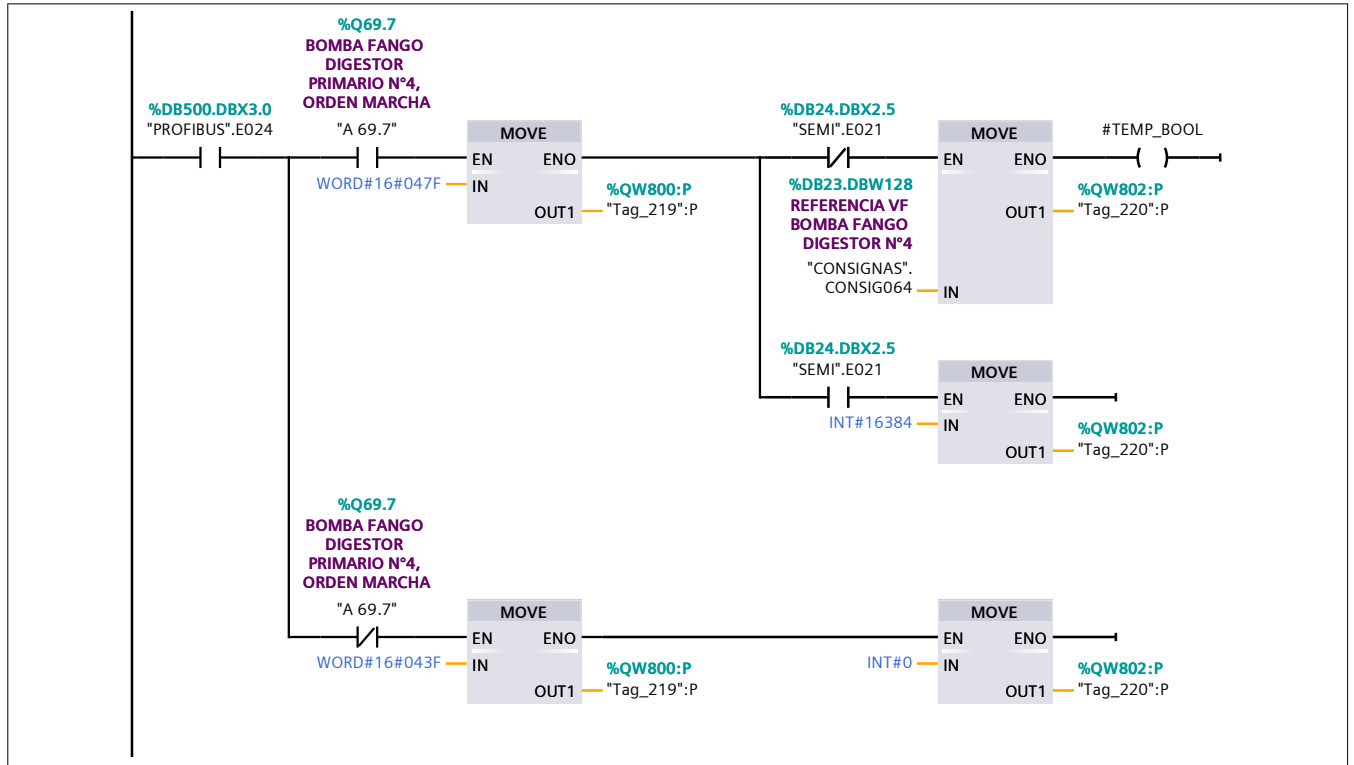 %Q69.7
BOMBA FANGO
DIGESTOR
PRIMARIO N°4,
ORDEN MARCHA
%DB500.DBX3.0
"PROFIBUS".E024
"A 69.7"
MOVE
EN ENO
WORD#16#047F IN
OUT1
%QW800:P
"Tag_219":P
%DB24.DBX2.5
"SEMI".E021
MOVE
EN ENO
#TEMP_BOOL
%DB23.DBW128
REFERENCIA VF
BOMBA FANGO
DIGESTOR N°4
"CONSIGNAS".
CONSIG064 IN
OUT1
%QW802:P
"Tag_220":P
%DB24.DBX2.5
"SEMI".E021
MOVE
EN ENO
INT#16384 IN
OUT1
%QW802:P
"Tag_220":P
%Q69.7
BOMBA FANGO
DIGESTOR
PRIMARIO N°4,
ORDEN MARCHA
"A 69.7"
MOVE
EN ENO
WORD#16#043F IN
OUT1
%QW800:P
"Tag_219":P
MOVE
EN ENO
INT#0 IN
OUT1
%QW802:P
"Tag_220":P